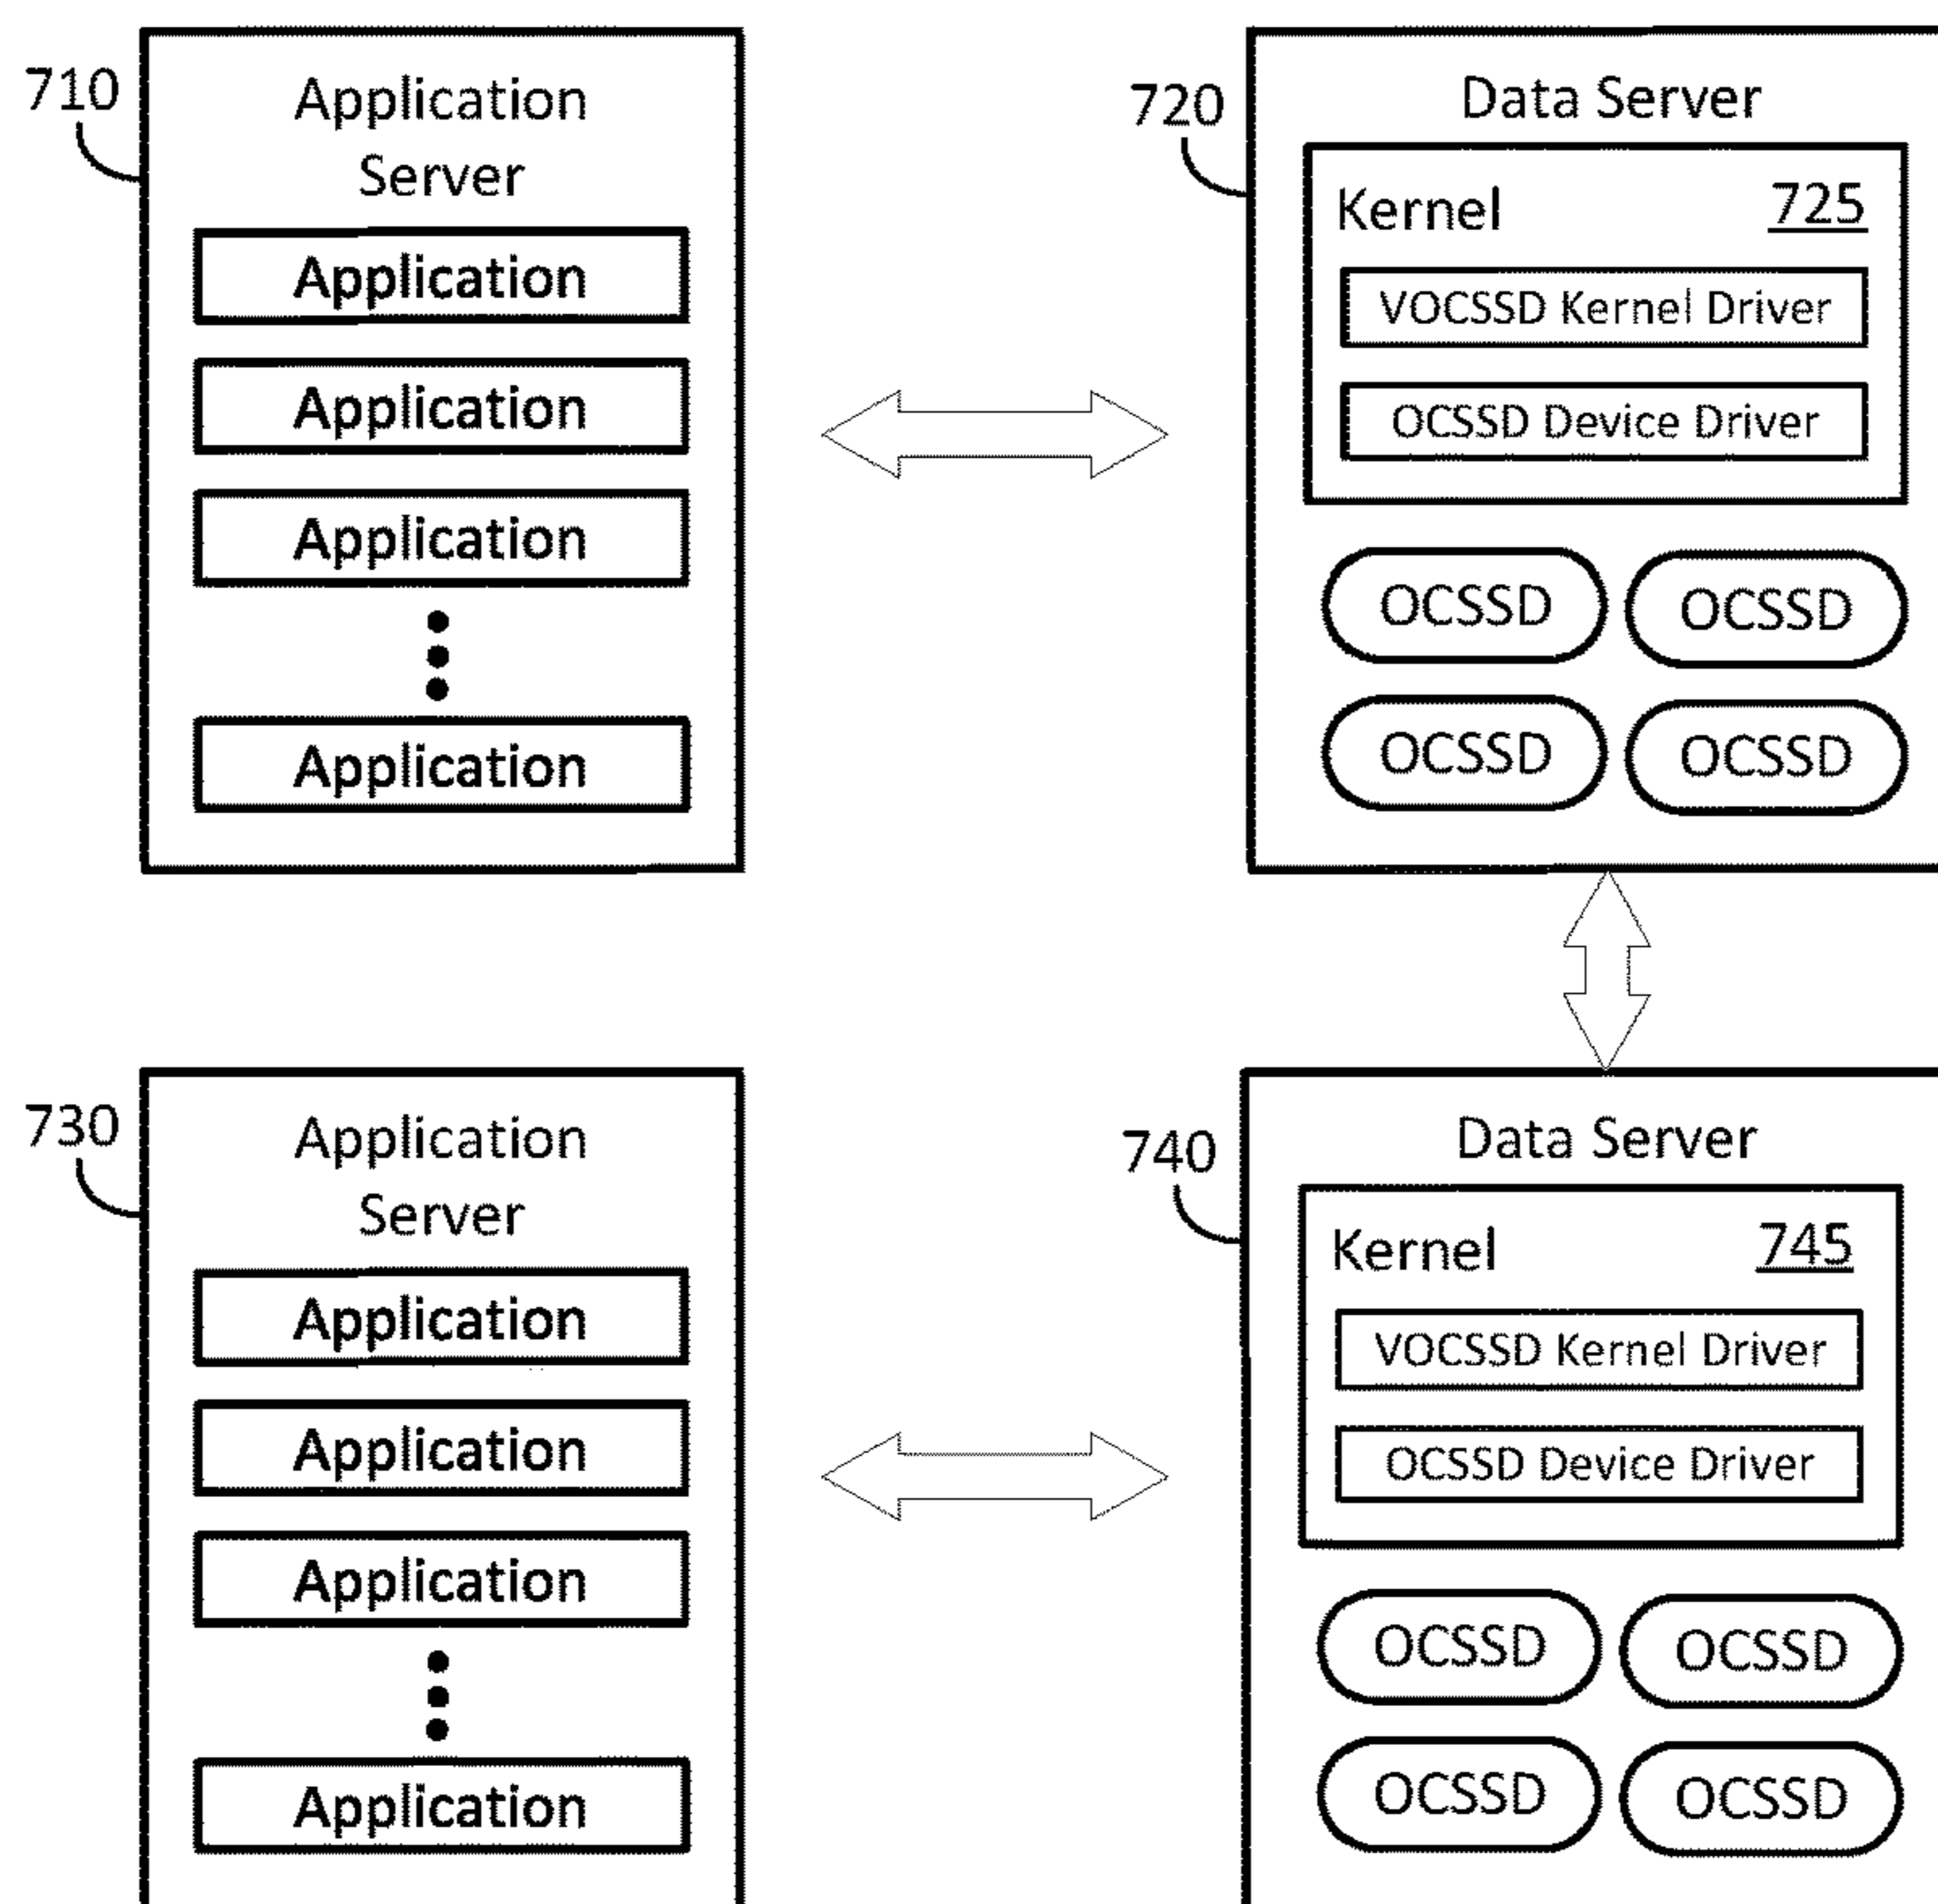 710
Application
Server
Application
Application
Application
Application
720
Data Server
Kernel 725
VOCSSD Kernel Driver
OCSSD Device Driver
OCSSD OCSSD
OCSSD OCSSD
730
Application
Server
Application
Application
Application
Application
740
Data Server
Kernel 745
VOCSSD Kernel Driver
OCSSD Device Driver
OCSSD OCSSD
OCSSD OCSSD